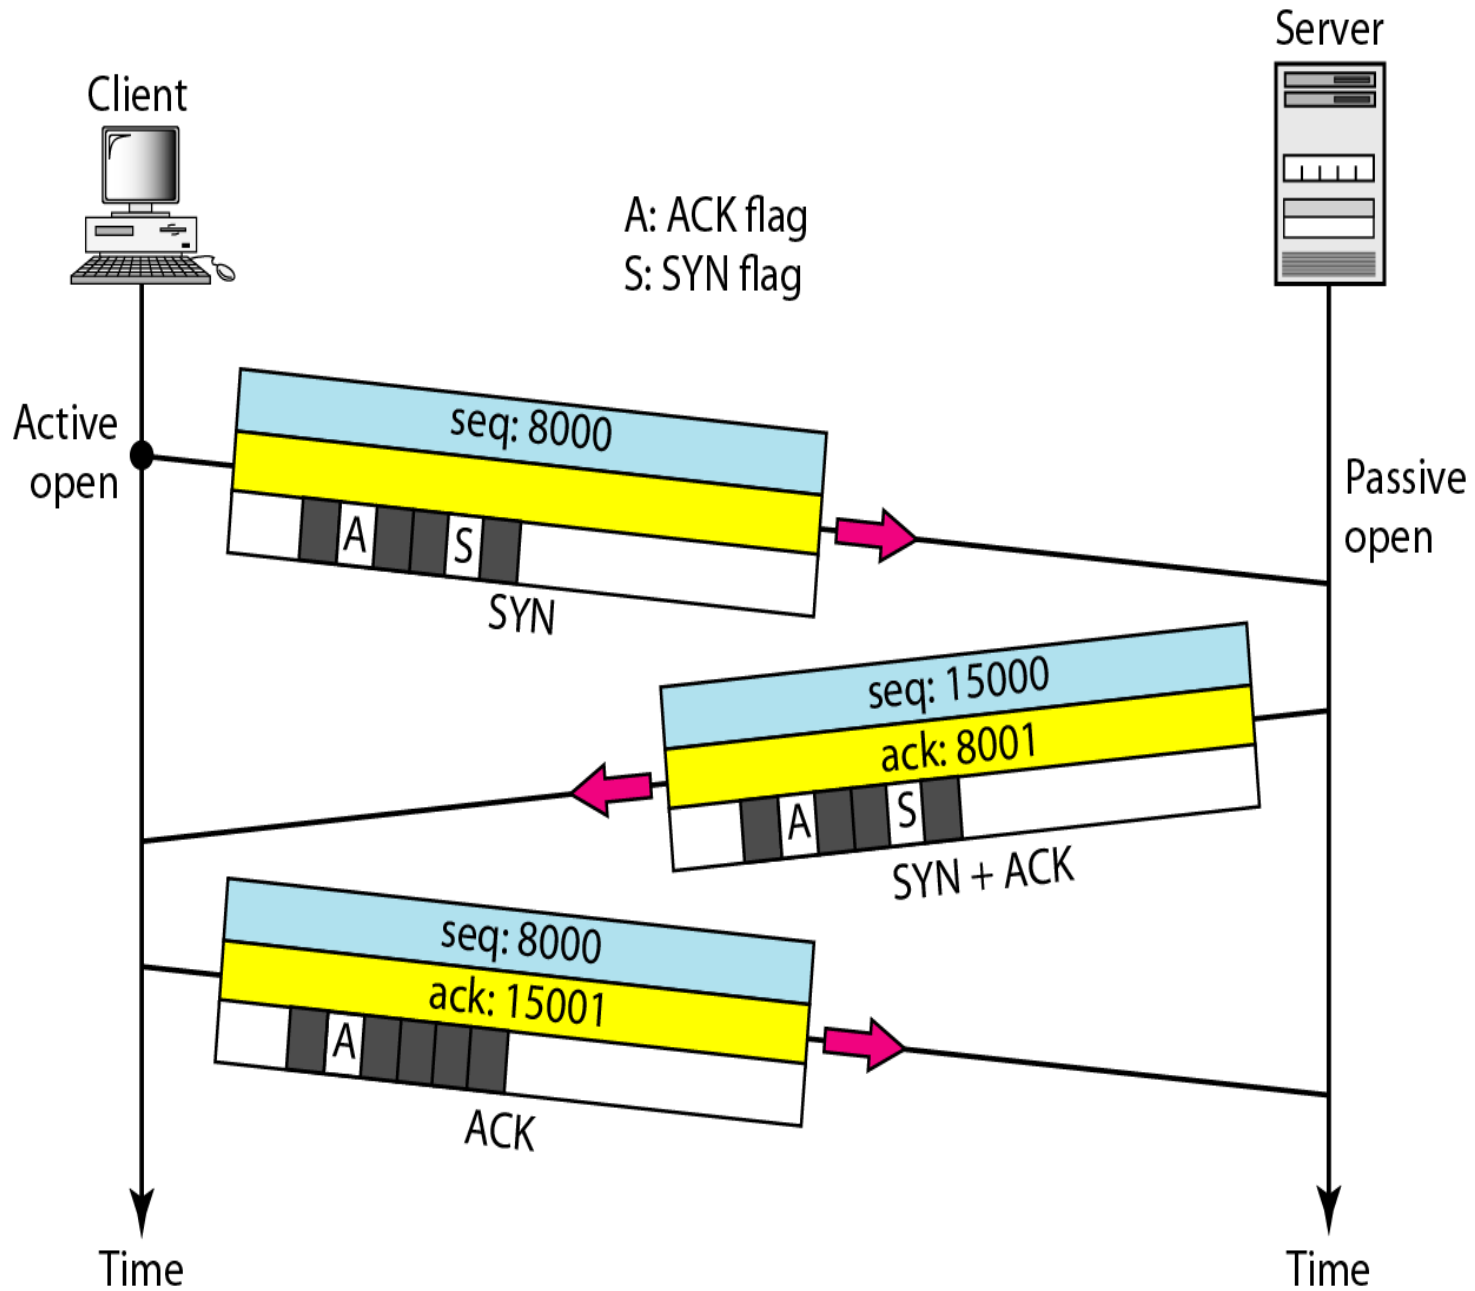 Server
Client
A: ACK flag
S: SYN flag
Active
open
seq: 8000
A S
SYN
Passive
open
seq: 15000
ack: 8001
A S
SYN + ACK
seq: 8000
ack: 15001
A
ACK
Time
Time